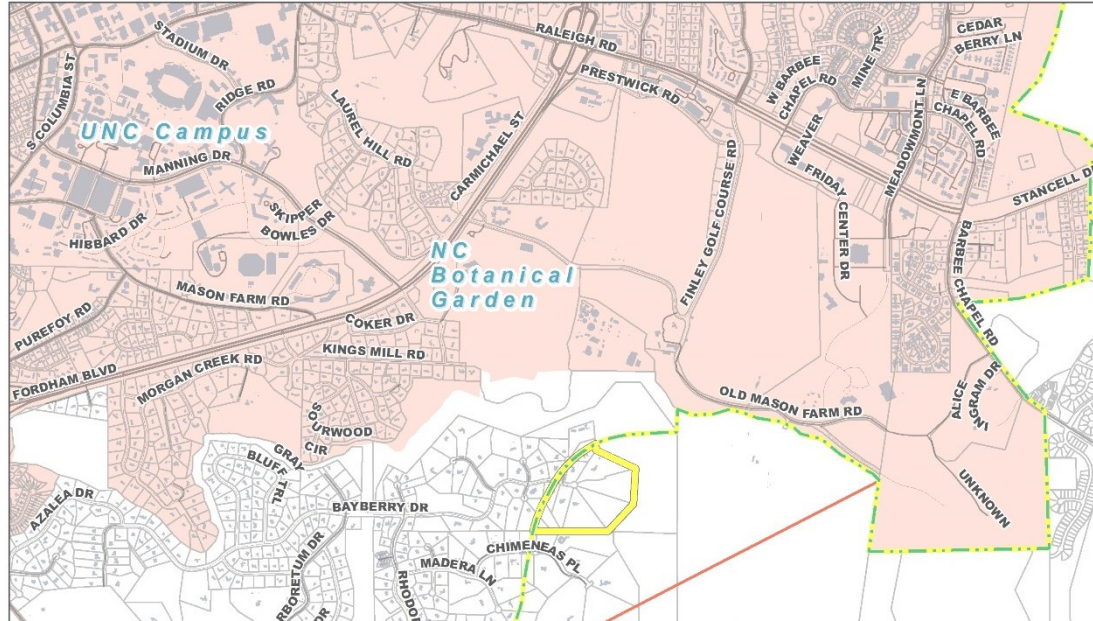 STADIUM DR
S COLUMBIA ST
RIDGE RD
UNC Campus
MANNING DR
LAUREL HILL RD
CARMICHAEL ST
RALEIGH RD
PRESTWICK RD
W BARBEE
CHAPEL RD
MINE TRL
CEDAR
BERRY LN
E BARBEE
CHAPEL RD
MEADOWMONT LN
WEAVER
FRIDAY
CENTER DR
STANCELL D
SKIPPER
BOWLES DR
HIBBARD DR
NC
Botanical
Garden
FINLEY GOLF COURSE RD
BARBEE CHAPEL RD
MASON FARM RD
PUREFOY RD
COKER DR
KINGS MILL RD
MORGAN CREEK RD
FORDHAM BLVD
OLD MASON FARM RD
ALICE
INGRAM DR
SOURWOOD
CIR
GRAY
BLUFF TRL
UNKNOWN
AZALEA DR
BAYBERRY DR
CHIMENEAS PL
MADERA LN
RBORETUM DR
RHODO
DR